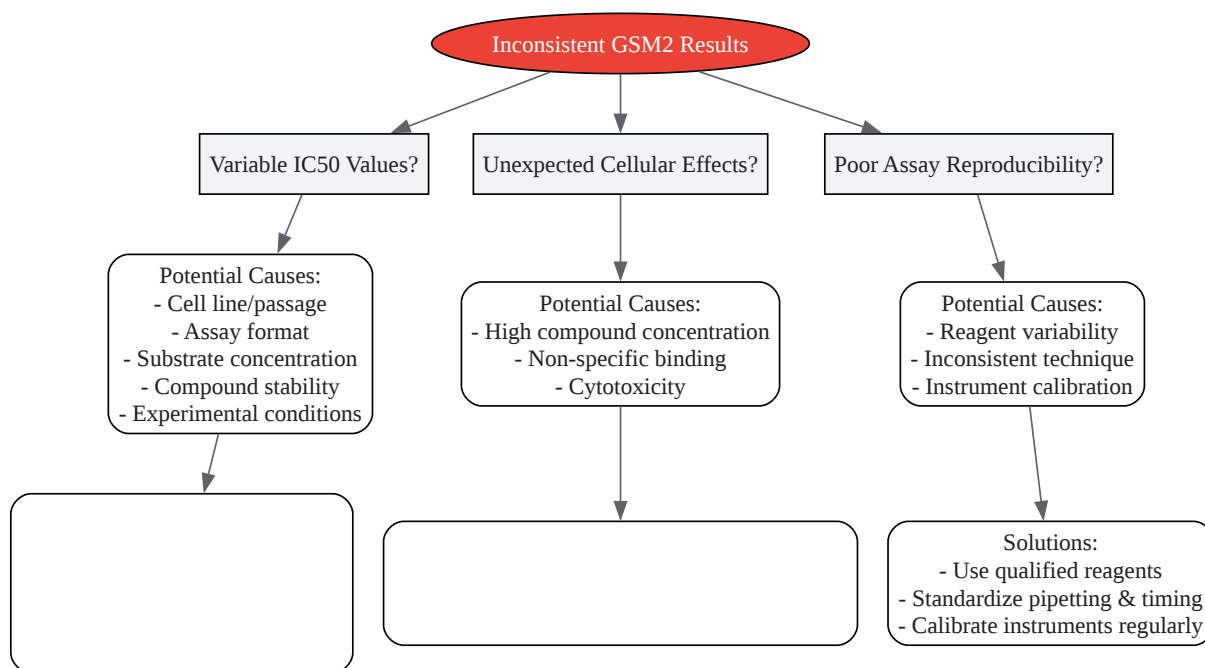 Inconsistent GSM2 Results
Variable IC50 Values?
Unexpected Cellular Effects?
Poor Assay Reproducibility?
Potential Causes:
- Cell line/passage
- Assay format
- Substrate concentration
- Compound stability
- Experimental conditions
Potential Causes:
- High compound concentration
- Non-specific binding
- Cytotoxicity
Potential Causes:
- Reagent variability
- Inconsistent technique
- Instrument calibration
Solutions:
- Use qualified reagents
- Standardize pipetting & timing
- Calibrate instruments regularly